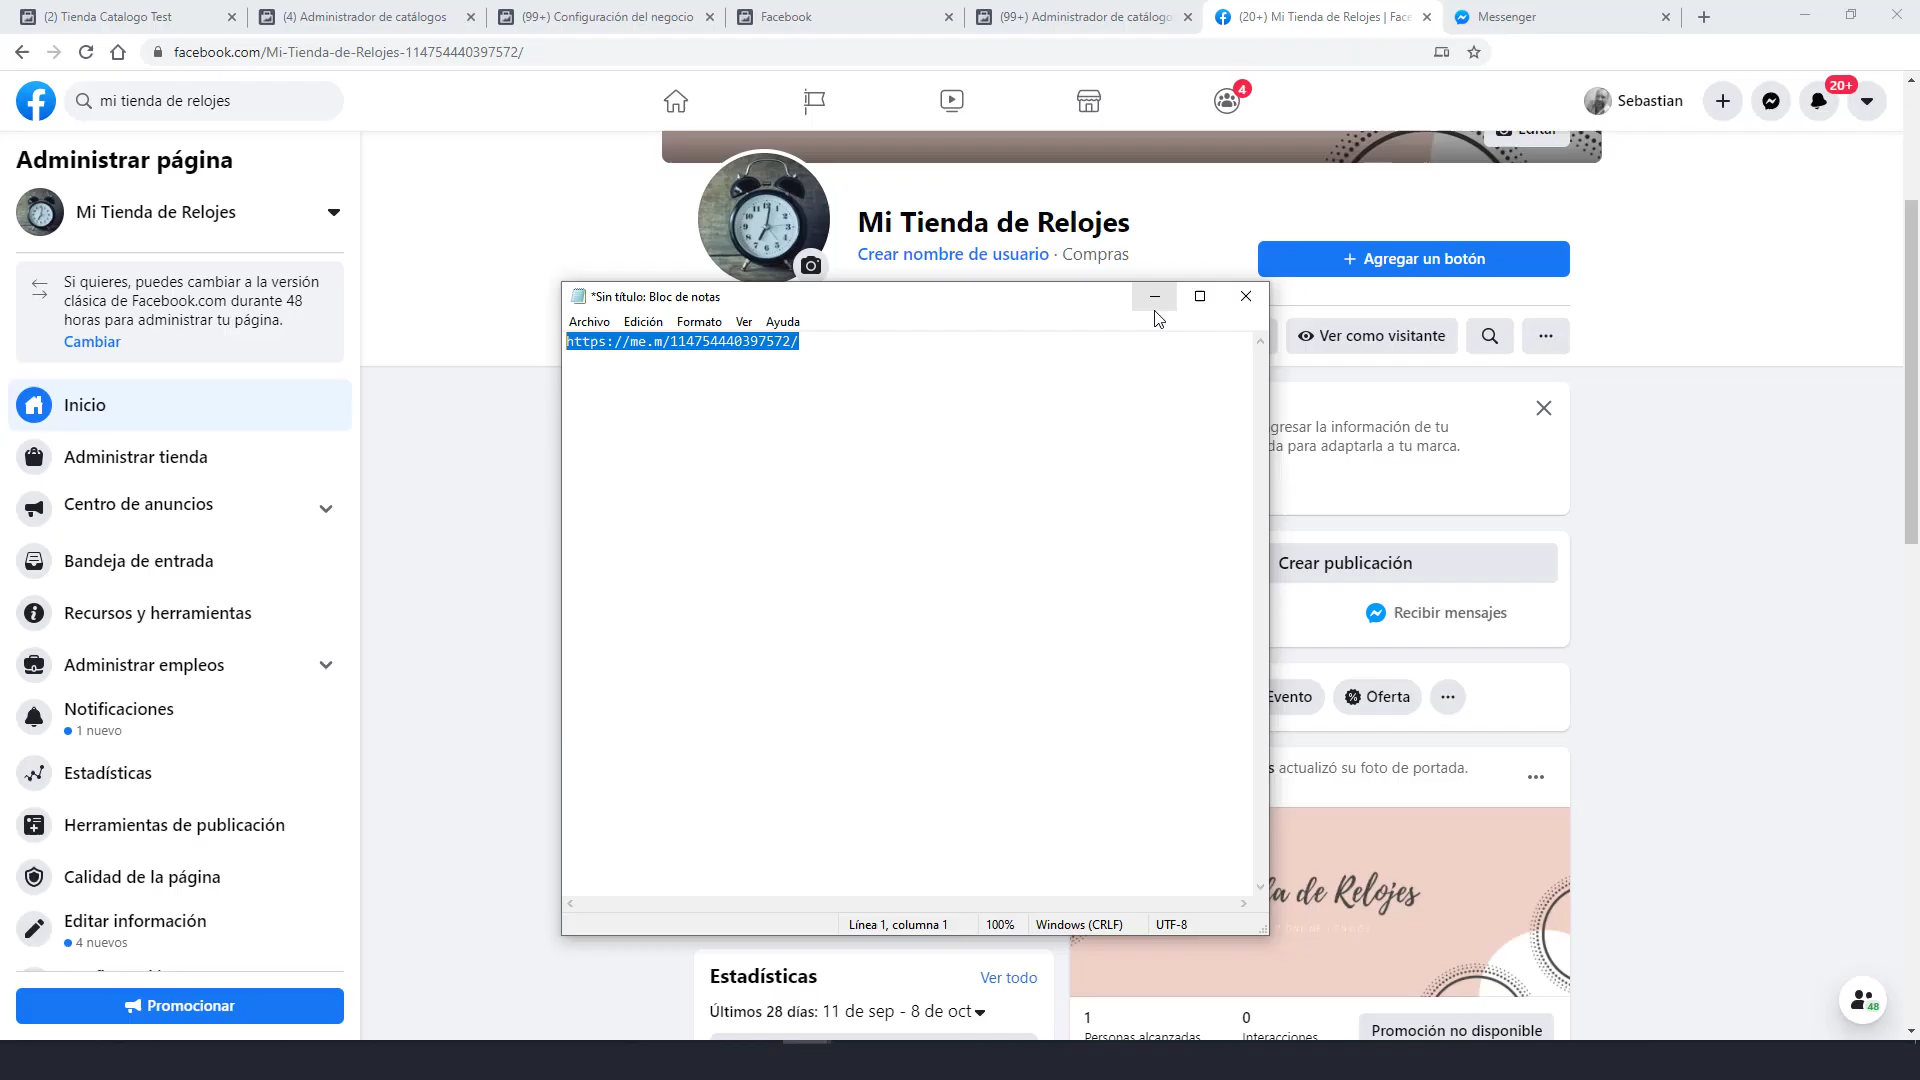 (2) Tienda Catalogo Test
(4) Administrador de catálogos
(99+) Configuración del negocio
Facebook
(99+) Administrador de catálogo
(20+) Mi Tienda de Relojes | Face
Messenger
facebook.com/Mi-Tienda-de-Relojes-114754440397572/
mi tienda de relojes
4
Sebastian
20+
Administrar página
Mi Tienda de Relojes
Si quieres, puedes cambiar a la versión
clásica de Facebook.com durante 48
horas para administrar tu página.
Cambiar
Inicio
Administrar tienda
Centro de anuncios
Bandeja de entrada
Recursos y herramientas
Administrar empleos
Notificaciones
1 nuevo
Estadísticas
Herramientas de publicación
Calidad de la página
Editar información
4 nuevos
Promocionar
Editar
Mi Tienda de Relojes
Crear nombre de usuario · Compras
+ Agregar un botón
Ver como visitante
*Sin título: Bloc de notas
Archivo Edición Formato Ver Ayuda
https://me.m/114754440397572/
Línea 1, columna 1
100%
Windows (CRLF)
UTF-8
gresar la información de tu
da para adaptarla a tu marca.
Crear publicación
Recibir mensajes
Evento
Oferta
s actualizó su foto de portada.
da de Relojes
Estadísticas
Ver todo
Últimos 28 días: 11 de sep - 8 de oct
1
Personas alcanzadas
0
Interacciones
Promoción no disponible
48